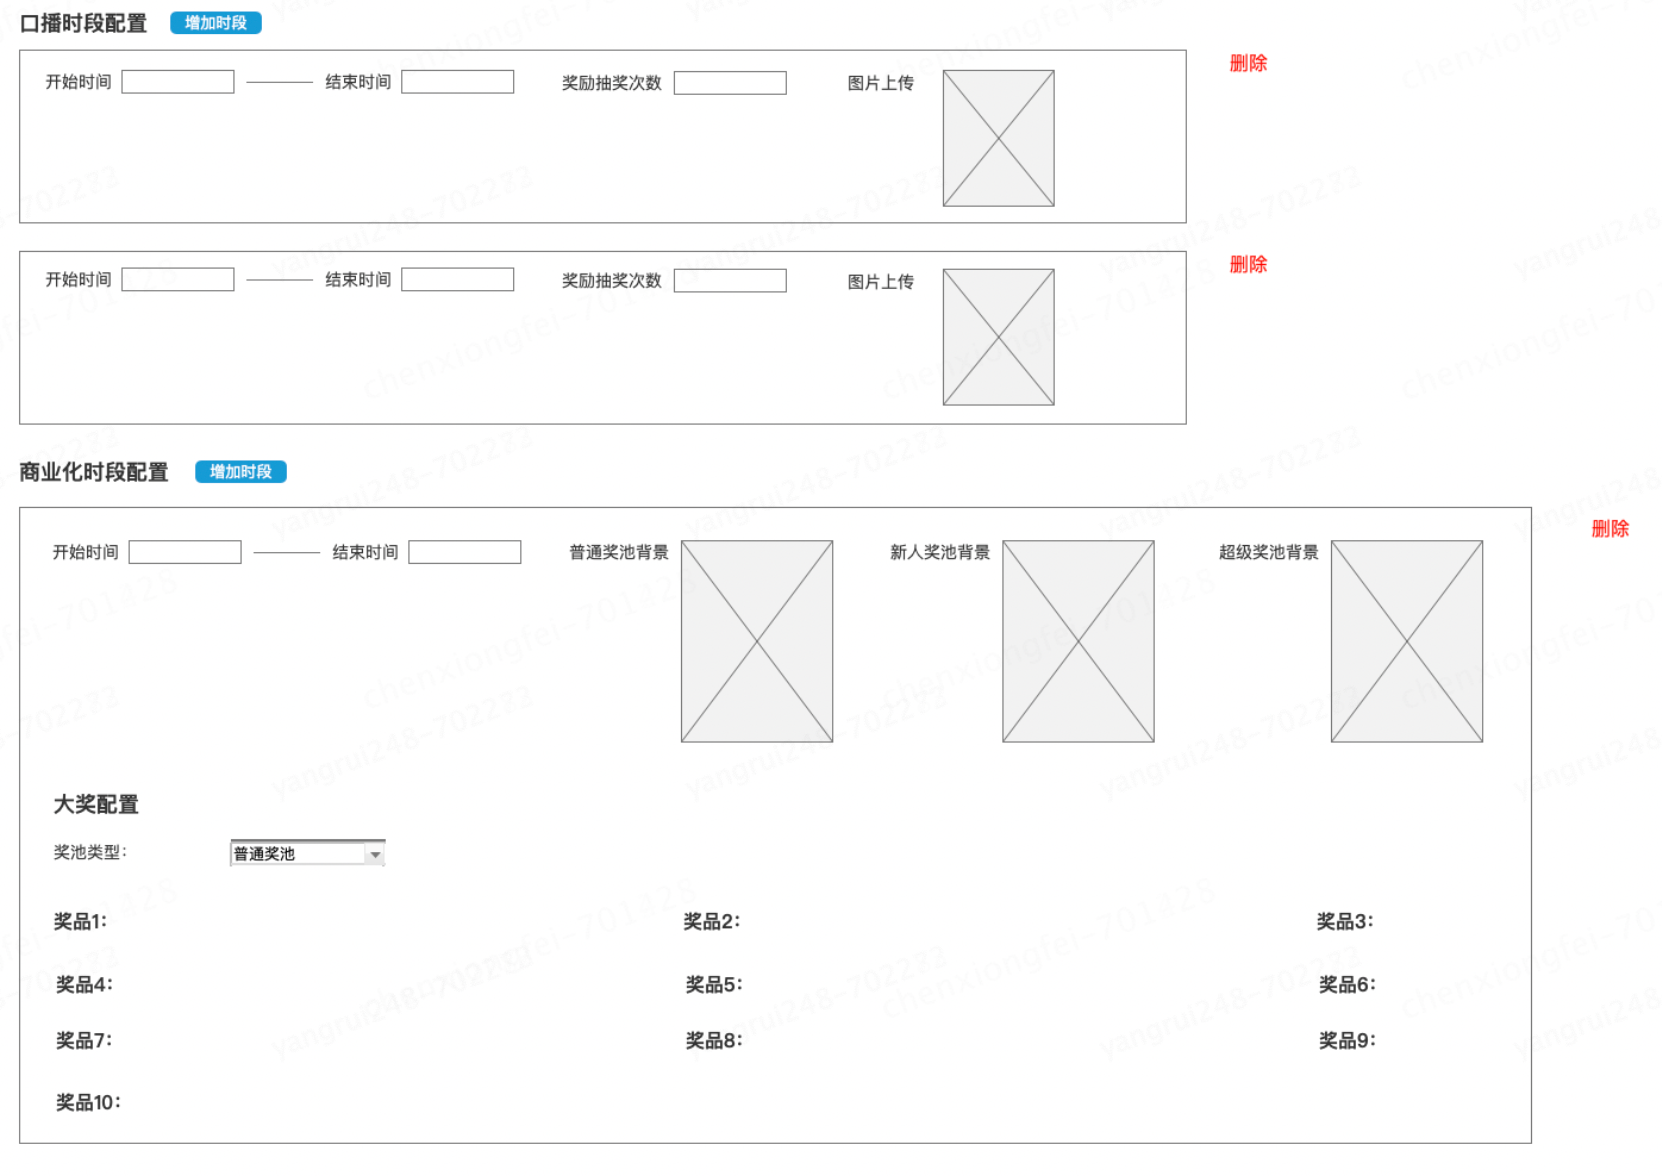 口播时段配置 增加时段
开始时间 结束时间 奖励抽奖次数 图片上传 删除
开始时间 结束时间 奖励抽奖次数 图片上传 删除
商业化时段配置 增加时段
删除
开始时间 结束时间 普通奖池背景 新人奖池背景 超级奖池背景
大奖配置
奖池类型: 普通奖池
奖品1: 奖品2: 奖品3:
奖品4: 奖品5: 奖品6:
奖品7: 奖品8: 奖品9:
奖品10: